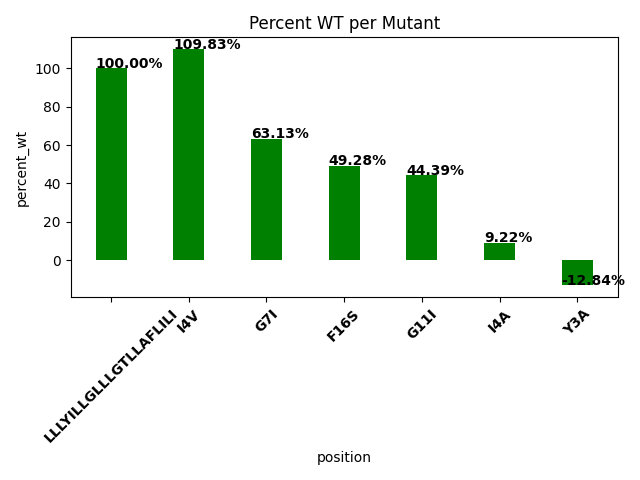 Percent WT per Mutant
percent_wt
100
80
60
40
20
0
100.00%
109.83%
63.13%
49.28%
44.39%
9.22%
-12.84%
LLLYILLGLLLGTLLAFLILI
I4V
G7I
F16S
G11I
I4A
Y3A
position